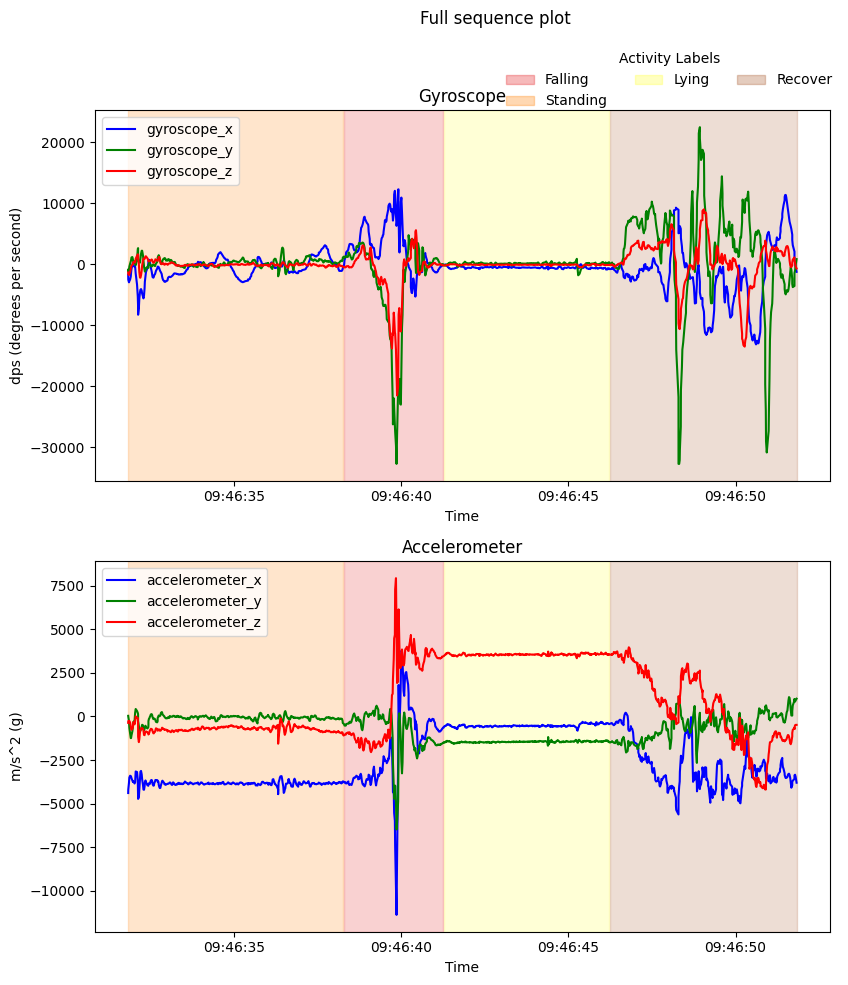 Full sequence plot
Activity Labels
Falling
Standing
Lying
Recover
Gyroscope
gyroscope_x
gyroscope_y
gyroscope_z
20000
10000
0
−10000
−20000
−30000
dps (degrees per second)
09:46:35 09:46:40 09:46:45 09:46:50
Time
Accelerometer
accelerometer_x
accelerometer_y
accelerometer_z
7500
5000
2500
0
−2500
−5000
−7500
−10000
m/s^2 (g)
09:46:35 09:46:40 09:46:45 09:46:50
Time